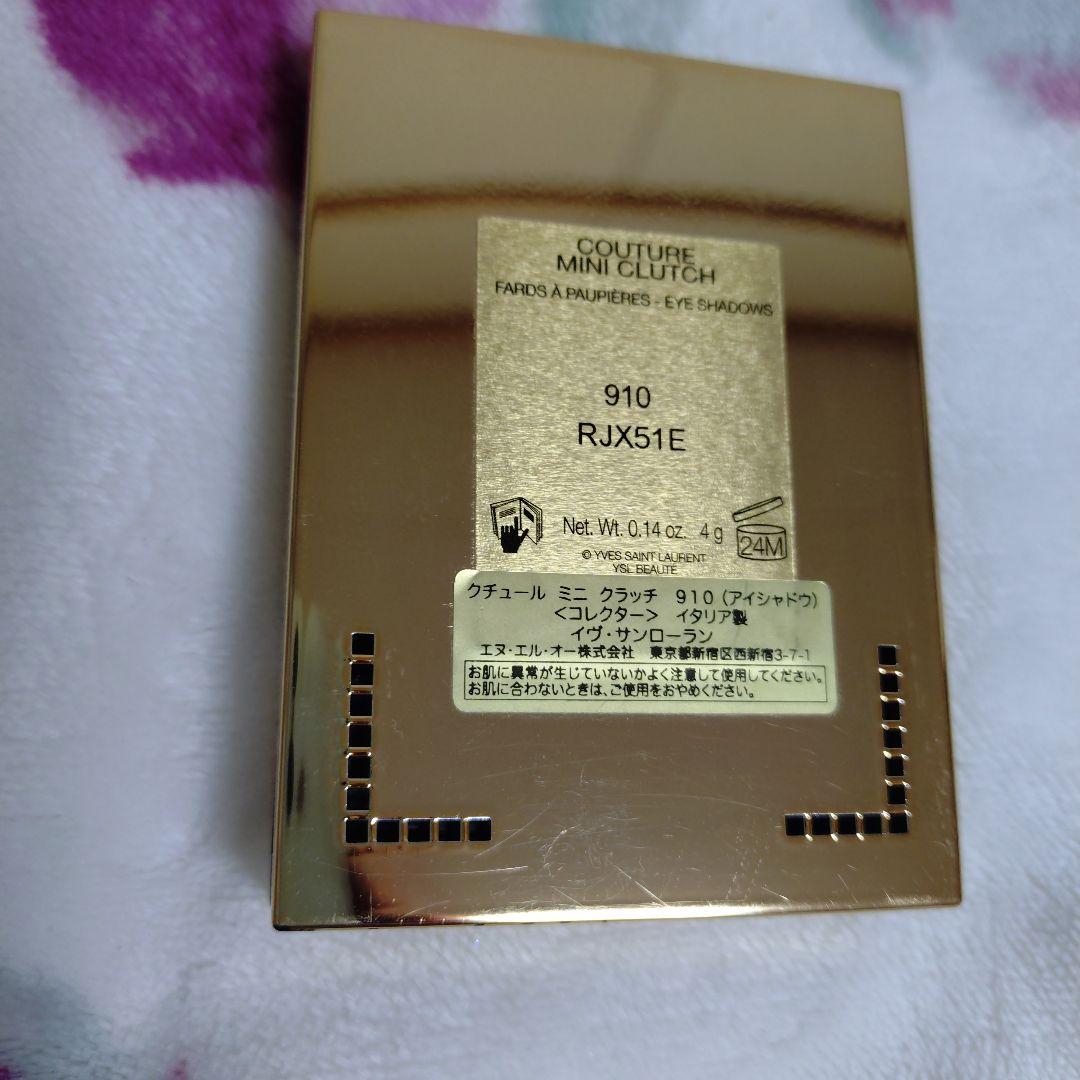 COUTURE
MINI CLUTCH
FARDS À PAUPIÈRES - EYE SHADOWS
910
RJX51E
Net. Wt. 0.14 oz. 4 g
24M
© YVES SAINT LAURENT
YSL BEAUTÉ
クチュール ミニ クラッチ 910（アイシャドウ）
＜コレクター＞ イタリア製
イヴ・サンローラン
エヌ・エル・オー株式会社 東京都新宿区西新宿3-7-1
お肌に異常が生じていないかよく注意して使用してください。
お肌に合わないときは、ご使用をおやめください。